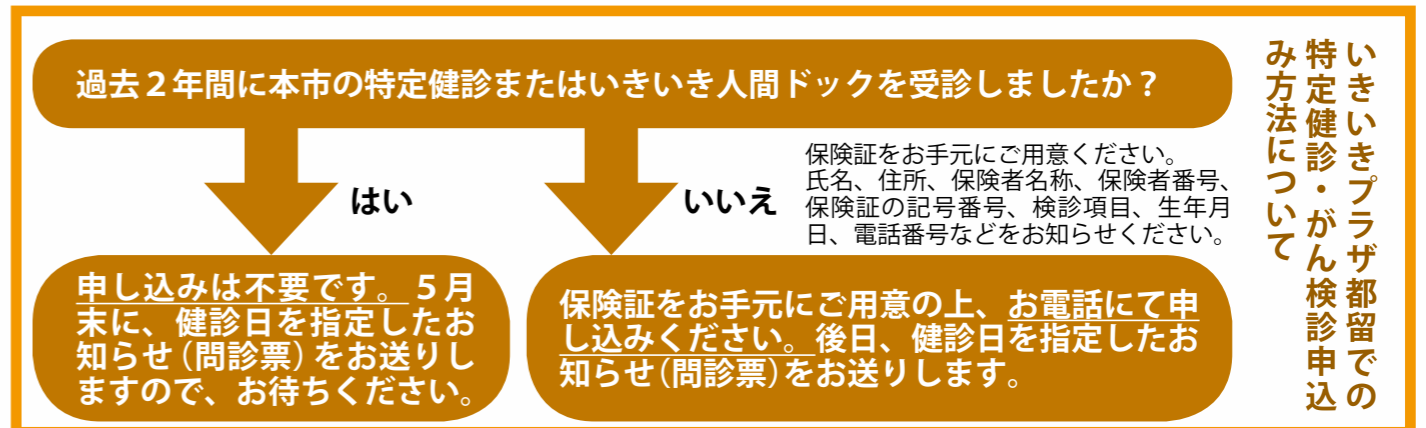 いきいきプラザ都留での
特定健診・がん検診申込
み方法について
過去２年間に本市の特定健診またはいきいき人間ドックを受診しましたか？
はい
申し込みは不要です。５月
末に、健診日を指定したお
知らせ（問診票）をお送りし
ますので、お待ちください。
いいえ
保険証をお手元にご用意ください。
氏名、住所、保険者名称、保険者番号、
保険証の記号番号、検診項目、生年月
日、電話番号などをお知らせください。
保険証をお手元にご用意の上、お電話にて申
し込みください。後日、健診日を指定したお
知らせ（問診票）をお送りします。